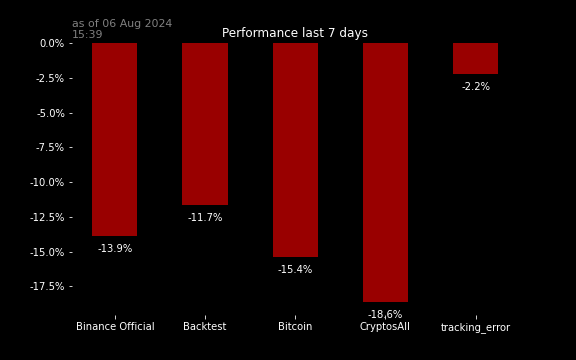 as of 06 Aug 2024
15:39
Performance last 7 days
0.0%
-2.5%
-5.0%
-7.5%
-10.0%
-12.5%
-15.0%
-17.5%
-13.9%
-11.7%
-15.4%
-18,6%
-2.2%
Binance Official
Backtest
Bitcoin
CryptosAll
tracking_error